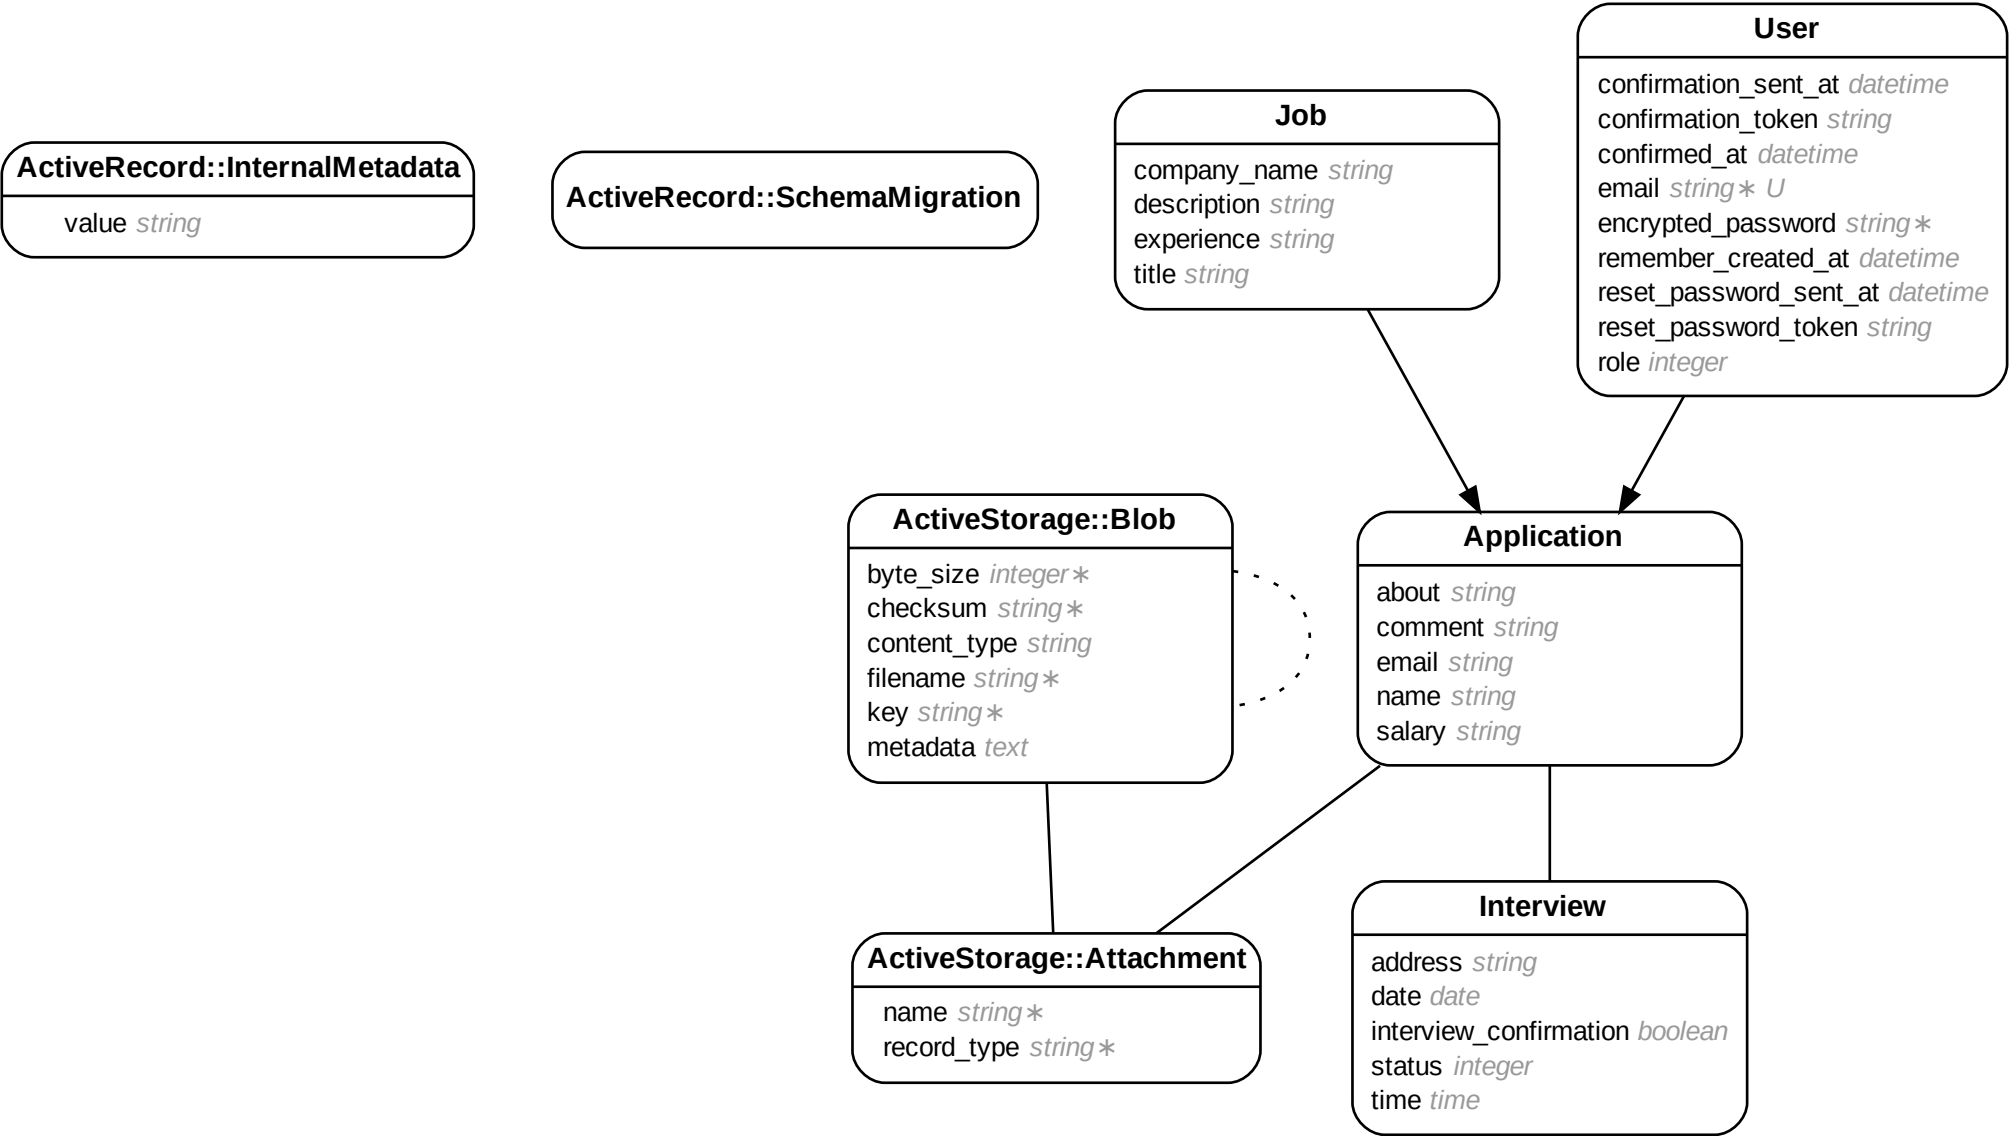 User
confirmation_sent_at datetime
confirmation_token string
confirmed_at datetime
email string∗ U
encrypted_password string∗
remember_created_at datetime
reset_password_sent_at datetime
reset_password_token string
role integer
Job
company_name string
description string
experience string
title string
ActiveRecord::InternalMetadata
value string
ActiveRecord::SchemaMigration
ActiveStorage::Blob
byte_size integer∗
checksum string∗
content_type string
filename string∗
key string∗
metadata text
Application
about string
comment string
email string
name string
salary string
ActiveStorage::Attachment
name string∗
record_type string∗
Interview
address string
date date
interview_confirmation boolean
status integer
time time